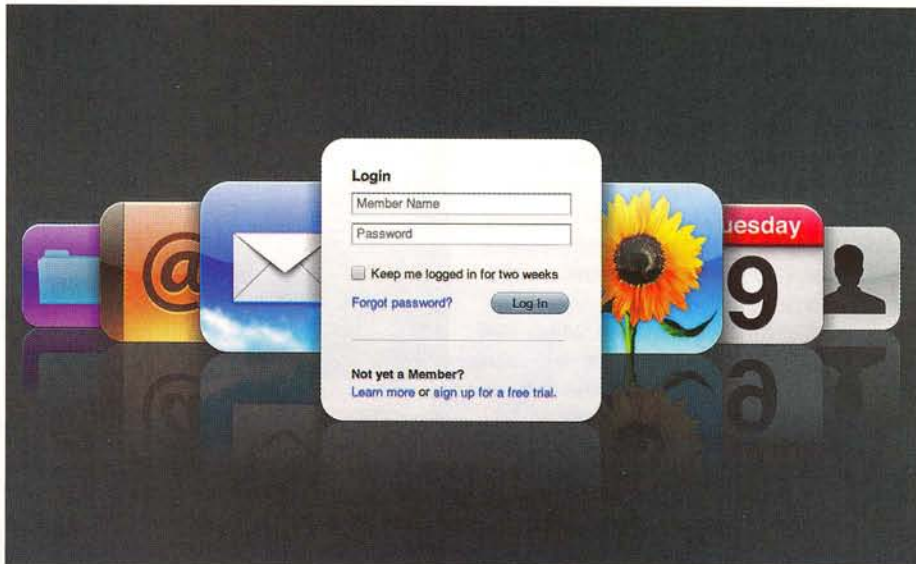 Login
Member Name
Password
Keep me logged in for two weeks
Forgot password?
Log In
Not yet a Member?
Learn more or sign up for a free trial.
@
uesday
9